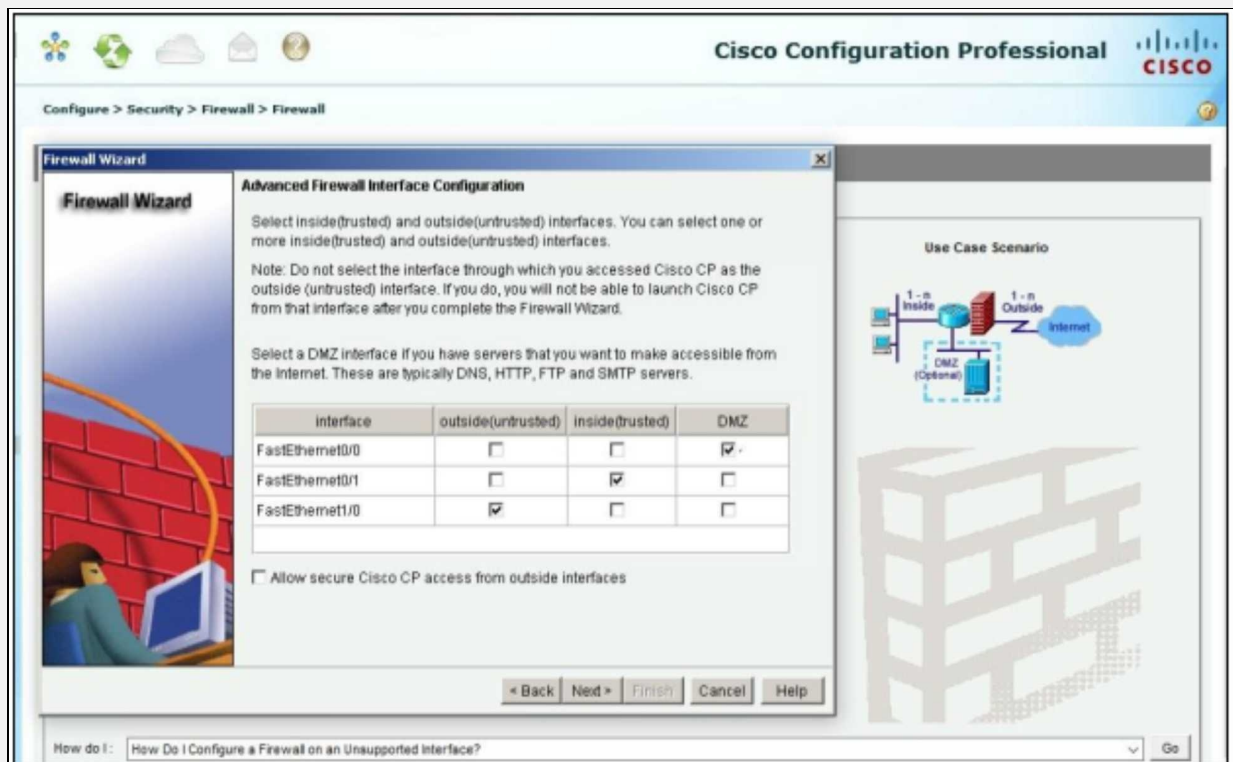 Cisco Configuration Professional
CISCO
Configure > Security > Firewall > Firewall
Firewall Wizard
Firewall Wizard
Advanced Firewall Interface Configuration
Select inside(trusted) and outside(untrusted) interfaces. You can select one or
more inside(trusted) and outside(untrusted) interfaces.
Note: Do not select the interface through which you accessed Cisco CP as the
outside (untrusted) interface. If you do, you will not be able to launch Cisco CP
from that interface after you complete the Firewall Wizard.
Select a DMZ interface if you have servers that you want to make accessible from
the Internet. These are typically DNS, HTTP, FTP and SMTP servers.
interface outside(untrusted) inside(trusted) DMZ
FastEthernet0/0
FastEthernet0/1
FastEthernet1/0
Allow secure Cisco CP access from outside interfaces
< Back Next > Finish Cancel Help
Use Case Scenario
1 - n
Inside
1 - n
Outside
Internet
DMZ
(Optional)
How do I : How Do I Configure a Firewall on an Unsupported Interface? Go